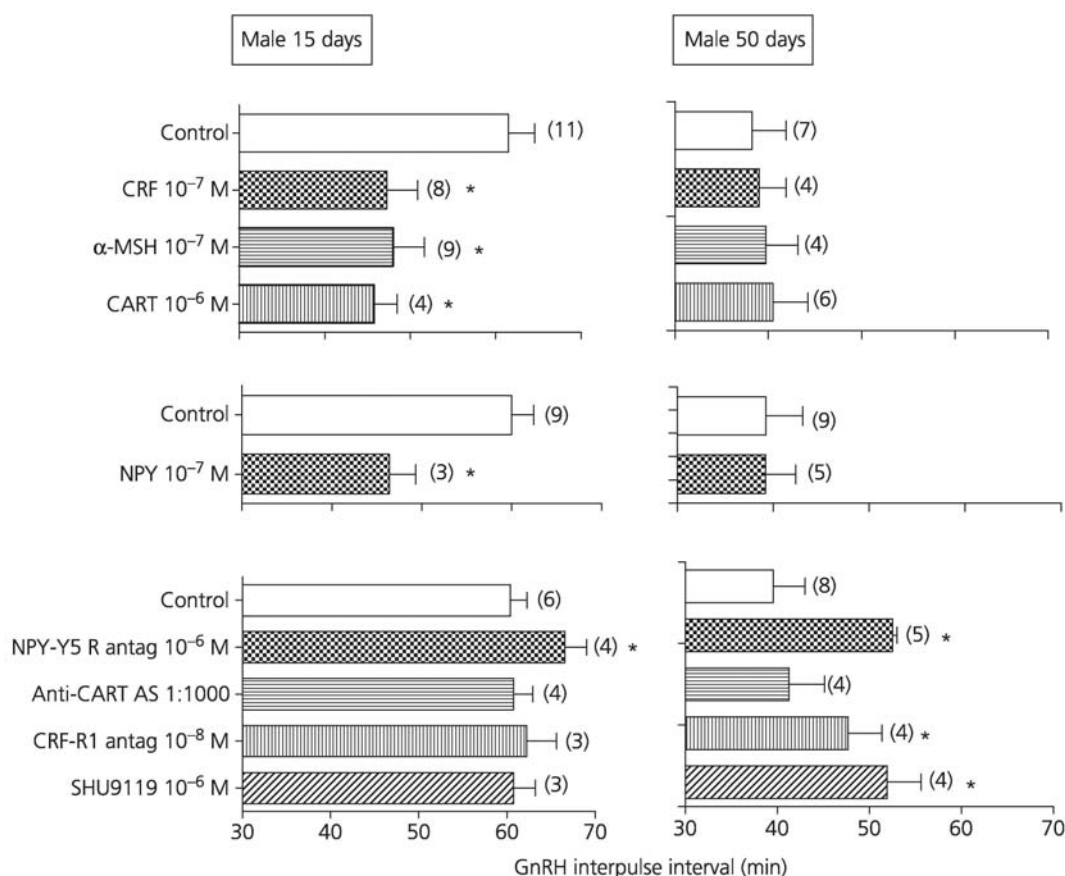 Male 15 days
Male 50 days
Control (11) (7)
CRF 10⁻⁷ M (8) * (4)
α-MSH 10⁻⁷ M (9) * (4)
CART 10⁻⁶ M (4) * (6)
Control (9) (9)
NPY 10⁻⁷ M (3) * (5)
Control (6) (8)
NPY-Y5 R antag 10⁻⁶ M (4) * (5) *
Anti-CART AS 1:1000 (4) (4)
CRF-R1 antag 10⁻⁸ M (3) (4) *
SHU9119 10⁻⁶ M (3) (4) *
30 40 50 60 70 30 40 50 60 70
GnRH interpulse interval (min)